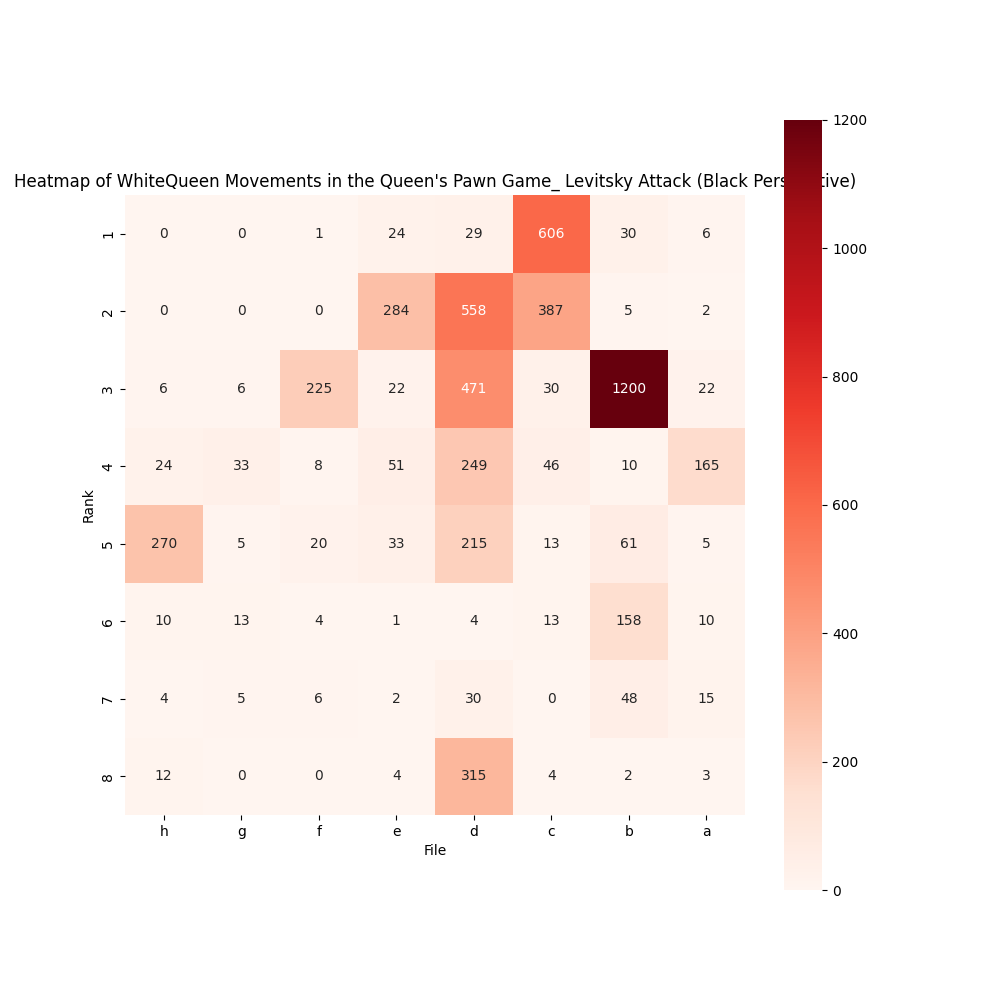 Heatmap of WhiteQueen Movements in the Queen's Pawn Game_ Levitsky Attack (Black Perspective)
1200
1000
800
600
400
200
0
Rank
1 0 0 1 24 29 606 30 6
2 0 0 0 284 558 387 5 2
3 6 6 225 22 471 30 1200 22
4 24 33 8 51 249 46 10 165
5 270 5 20 33 215 13 61 5
6 10 13 4 1 4 13 158 10
7 4 5 6 2 30 0 48 15
8 12 0 0 4 315 4 2 3
h g f e d c b a
File